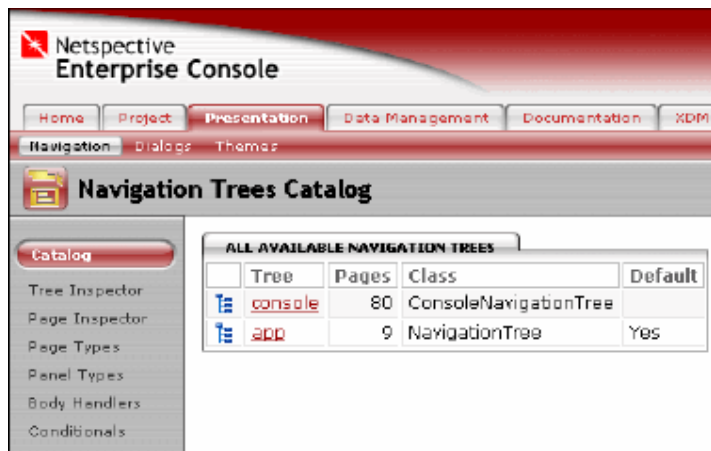 Netspective
Enterprise Console
Home Project Presentation Data Management Documentation XDM
Navigation Dialogs Themes
Navigation Trees Catalog
Catalog
Tree Inspector
Page Inspector
Page Types
Panel Types
Body Handlers
Conditionals
ALL AVAILABLE NAVIGATION TREES
Tree Pages Class Default
console 80 ConsoleNavigationTree
app 9 NavigationTree Yes